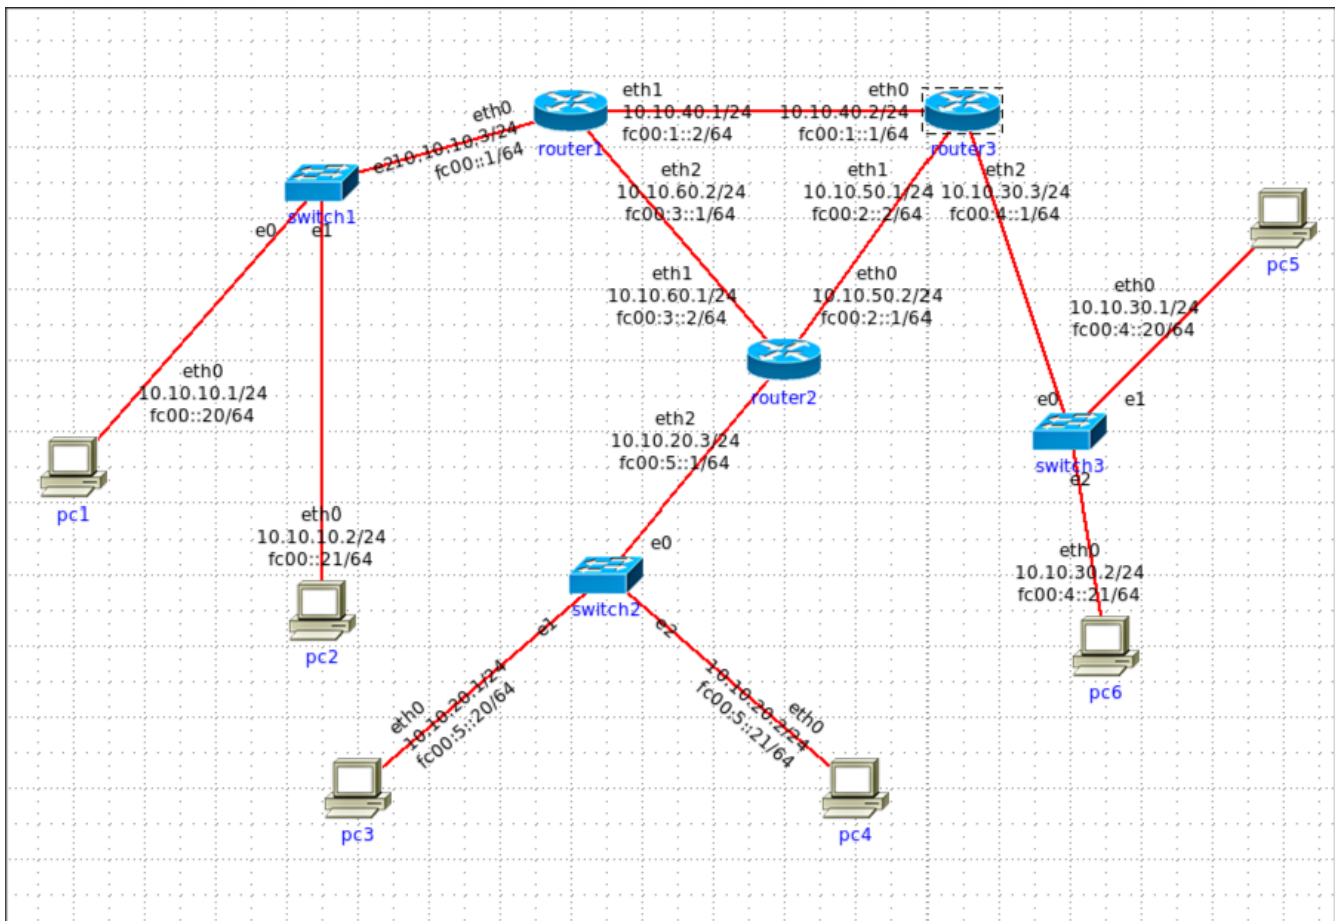 eth0
10.10.10.3/24
fc00::1/64
e2
router1
eth1
10.10.40.1/24
fc00:1::2/64
eth0
10.10.40.2/24
fc00:1::1/64
router3
eth2
10.10.60.2/24
fc00:3::1/64
eth1
10.10.50.1/24
fc00:2::2/64
eth2
10.10.30.3/24
fc00:4::1/64
switch1
e0
e1
pc5
eth1
10.10.60.1/24
fc00:3::2/64
eth0
10.10.50.2/24
fc00:2::1/64
eth0
10.10.30.1/24
fc00:4::20/64
router2
eth0
10.10.10.1/24
fc00::20/64
e0
e1
eth2
10.10.20.3/24
fc00:5::1/64
switch3
e2
pc1
eth0
10.10.10.2/24
fc00::21/64
e0
eth0
10.10.30.2/24
fc00:4::21/64
switch2
e1
e2
pc2
pc6
eth0
10.10.20.1/24
fc00:5::20/64
eth0
10.10.20.2/24
fc00:5::21/64
pc3
pc4